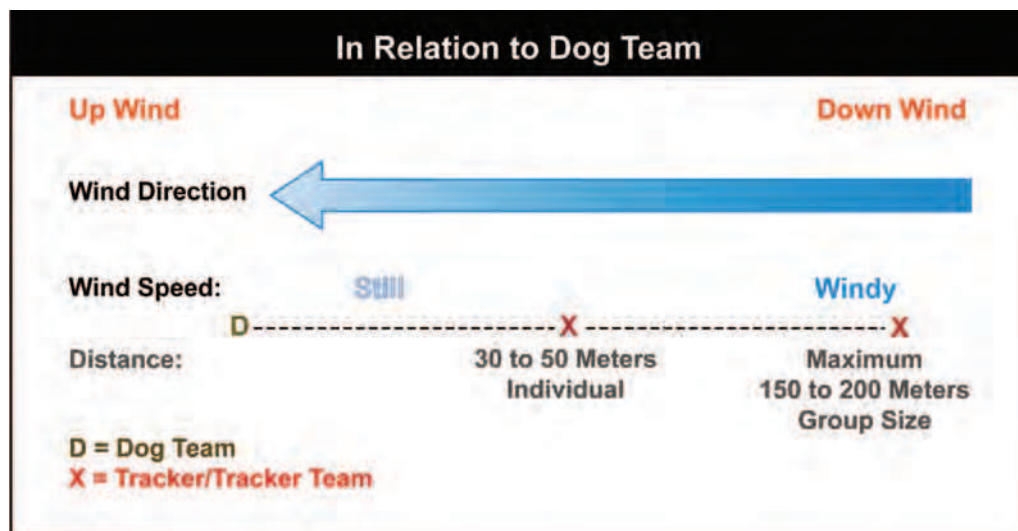 In Relation to Dog Team
Up Wind Down Wind
Wind Direction
Wind Speed: Still Windy
D X X
Distance: 30 to 50 Meters Maximum
Individual 150 to 200 Meters
Group Size
D = Dog Team
X = Tracker/Tracker Team